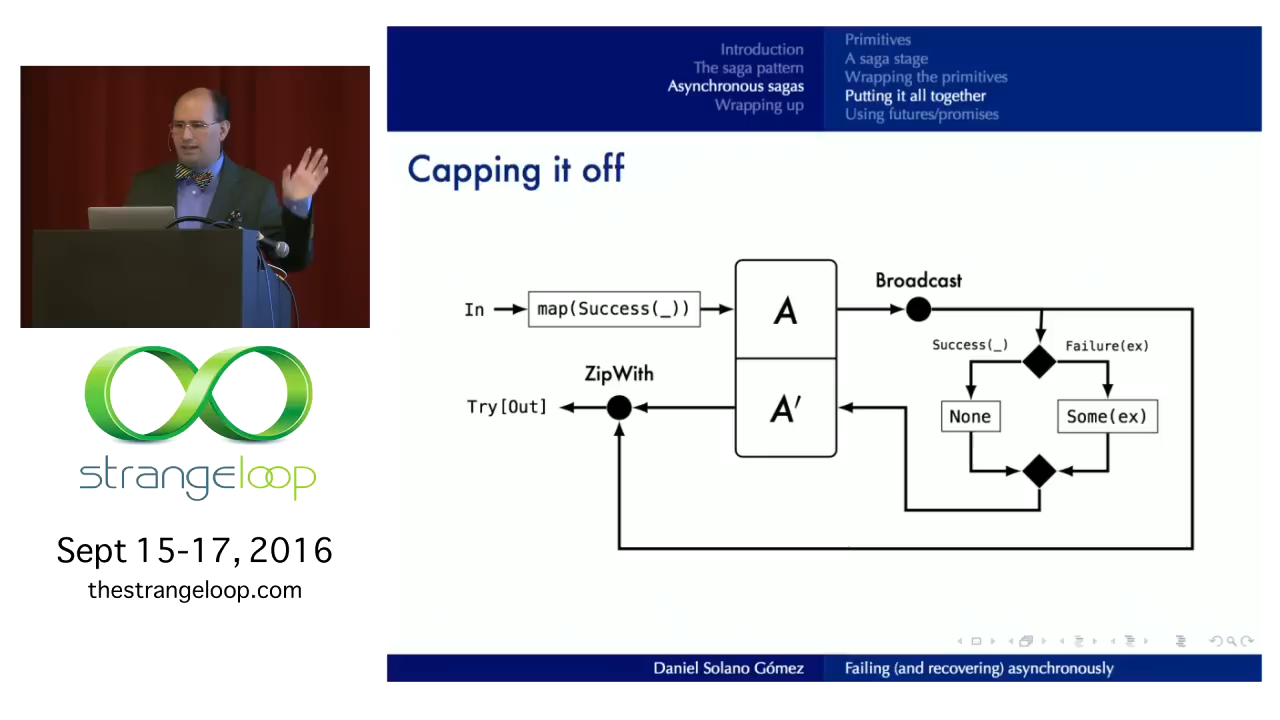 Introduction
The saga pattern
Asynchronous sagas
Wrapping up
Primitives
A saga stage
Wrapping the primitives
Putting it all together
Using futures/promises
Capping it off
In
map(Success(_))
A
Broadcast
Success(_)
Failure(ex)
ZipWith
Try[Out]
A′
None
Some(ex)
strangeloop
Sept 15-17, 2016
thestrangeloop.com
Daniel Solano Gómez
Failing (and recovering) asynchronously